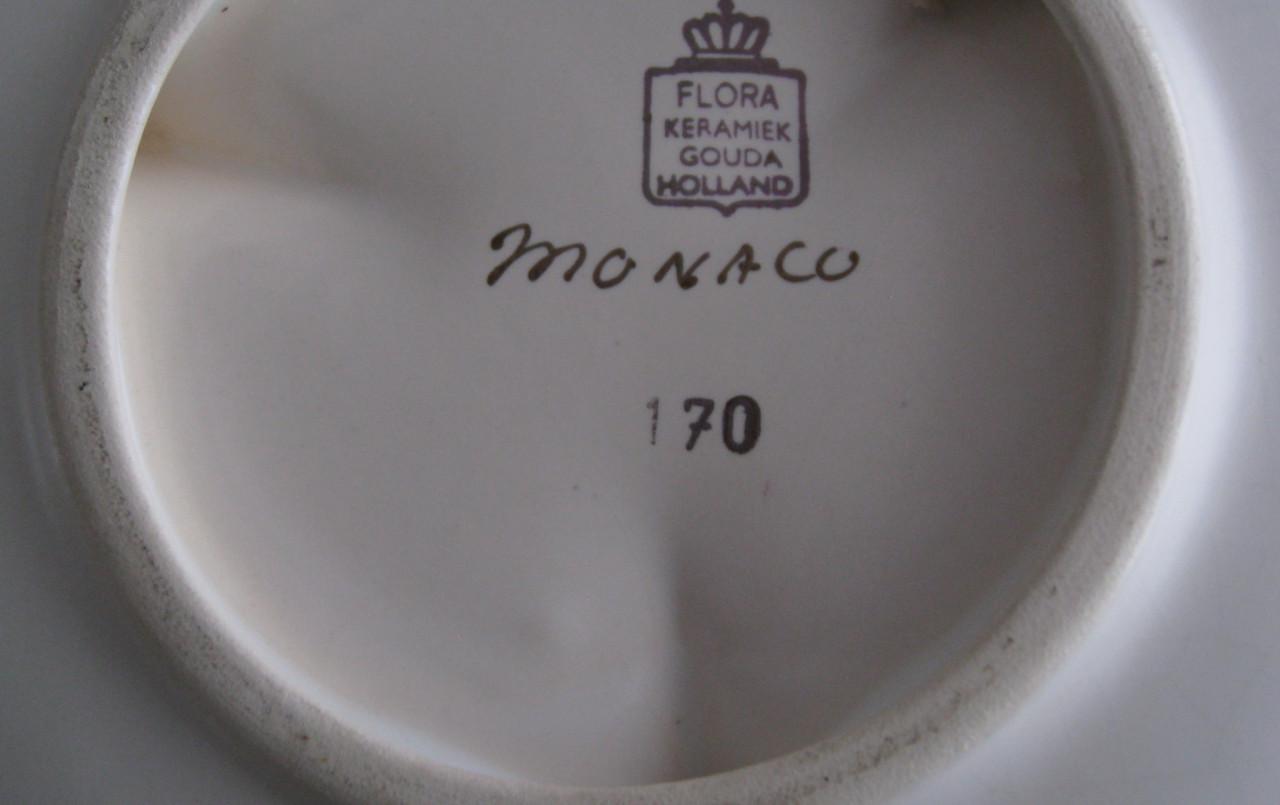 FLORA
KERAMIEK
GOUDA
HOLLAND
MONACO
170